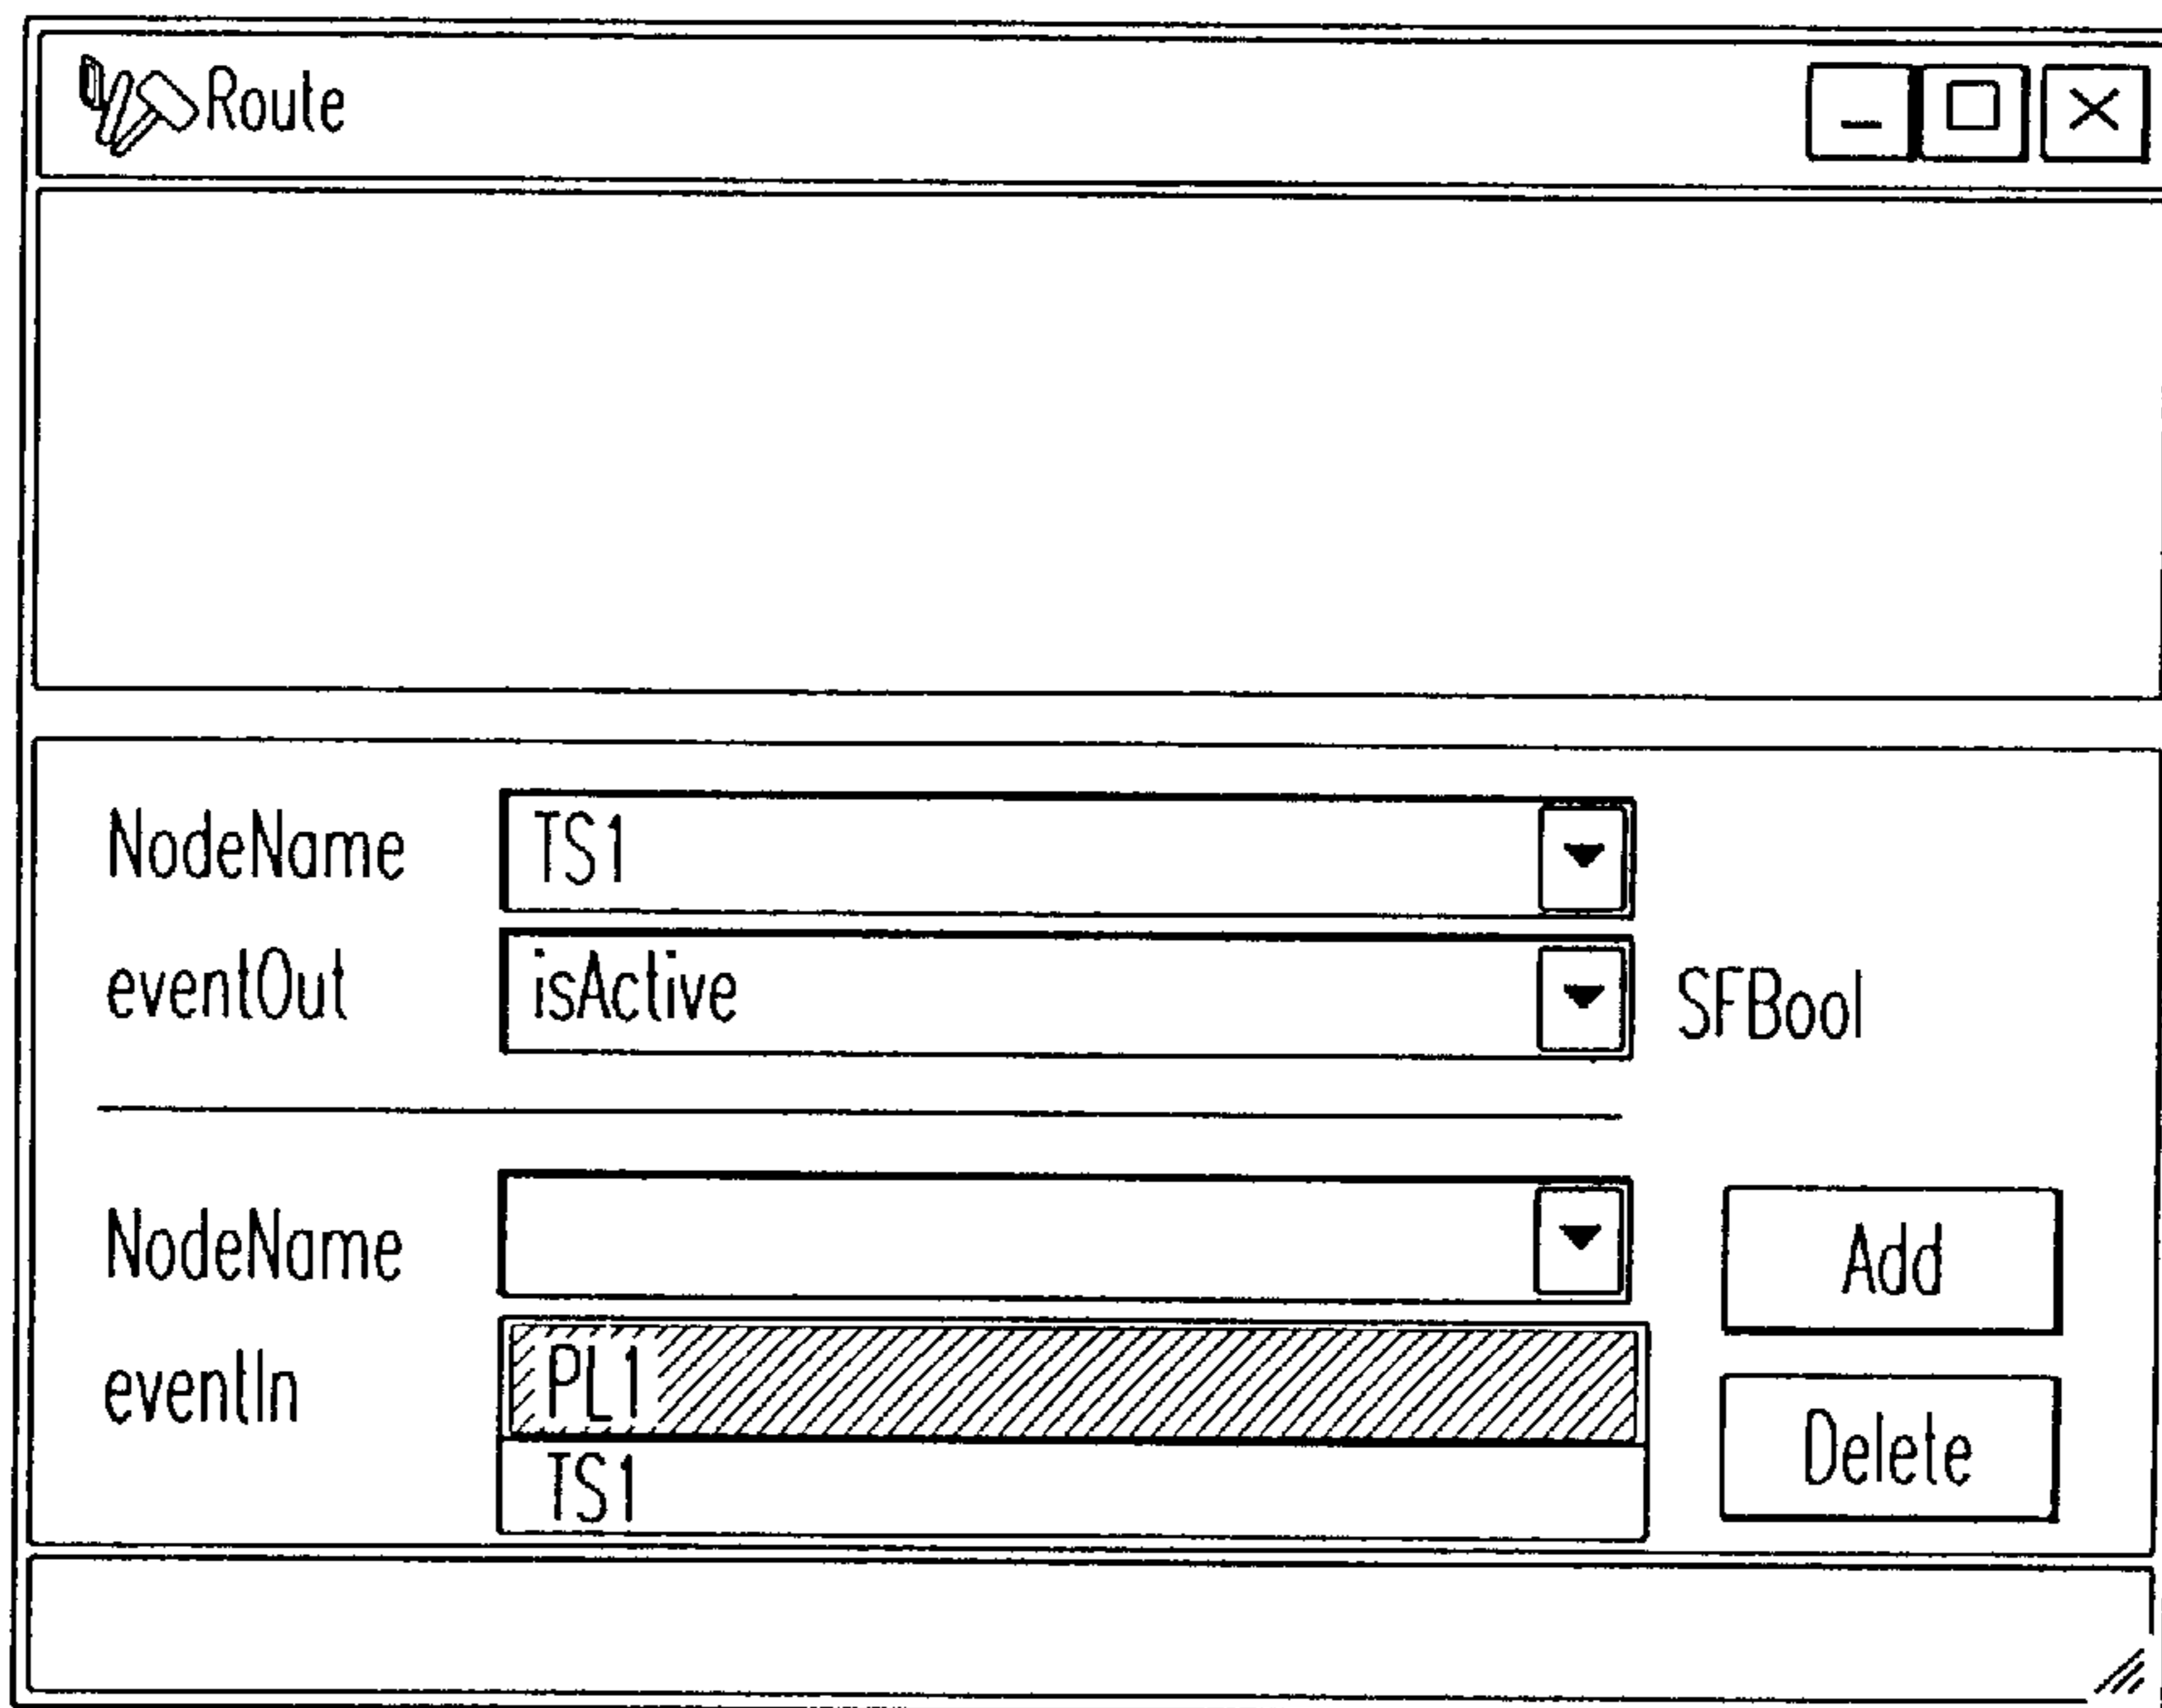 Route
NodeName TS1
eventOut isActive SFBool
NodeName
Add
eventIn PL1
TS1
Delete